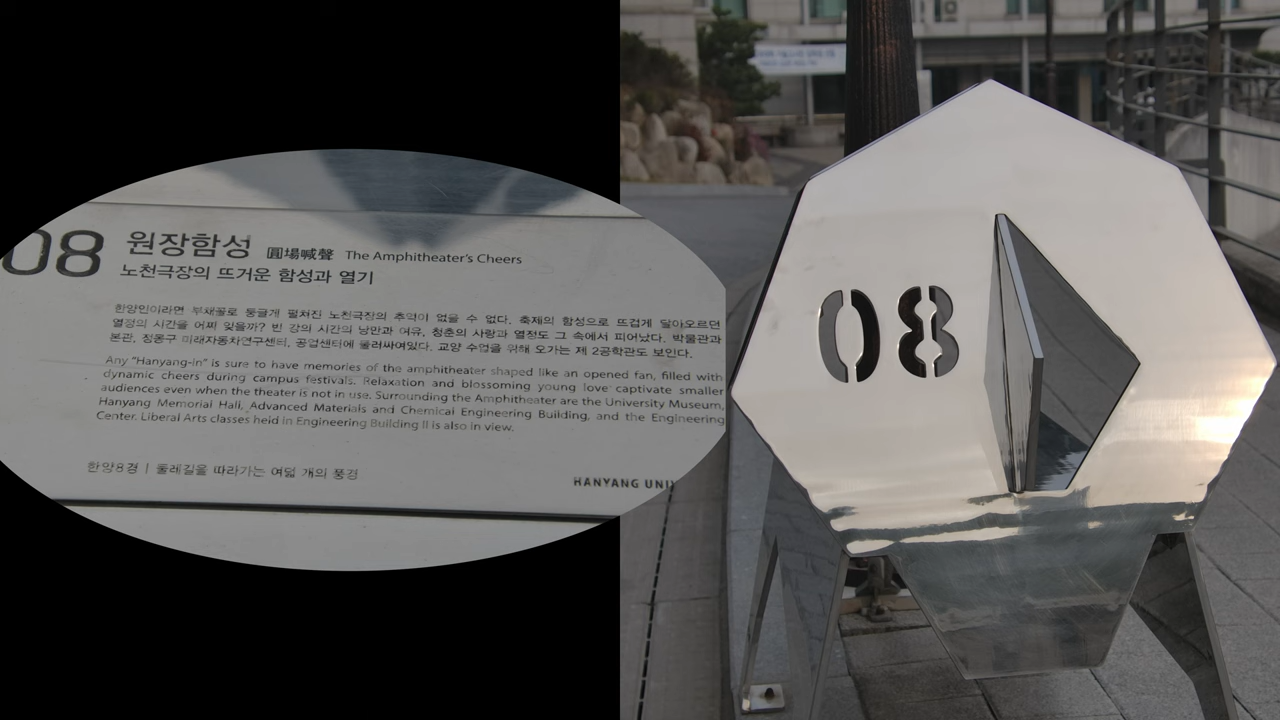 08 원장함성 圓場喊聲 The Amphitheater's Cheers
노천극장의 뜨거운 함성과 열기
한양인이라면 부채꼴로 둥글게 펼쳐진 노천극장의 추억이 없을 수 없다. 축제의 함성으로 뜨겁게 달아오르던
열정의 시간을 어찌 잊을까? 빈 강의 시간의 낭만과 여유, 청춘의 사랑과 열정도 그 속에서 피어났다. 박물관과
본관, 정몽구 미래자동차연구센터, 공업센터에 둘러싸여있다. 교양 수업을 위해 오가는 제 2공학관도 보인다.
Any “Hanyang-in” is sure to have memories of the amphitheater shaped like an opened fan, filled with
dynamic cheers during campus festivals. Relaxation and blossoming young love captivate smaller
audiences even when the theater is not in use. Surrounding the Amphitheater are the University Museum,
Hanyang Memorial Hall, Advanced Materials and Chemical Engineering Building, and the Engineering
Center. Liberal Arts classes held in Engineering Building II is also in view.
한양8경 | 둘레길을 따라가는 여덟 개의 풍경
HANYANG UNI
08